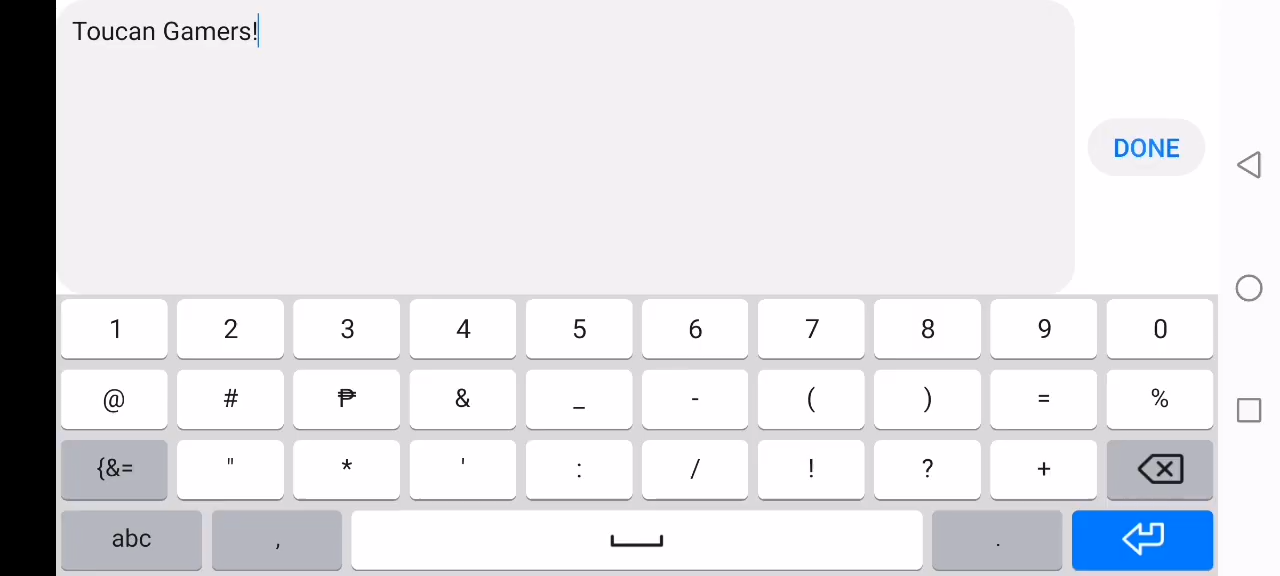 Toucan Gamers!
DONE
1 2 3 4 5 6 7 8 9 0
@ # ₱ & _ - ( ) = %
{&= " * ' : / ! ? +
abc , .